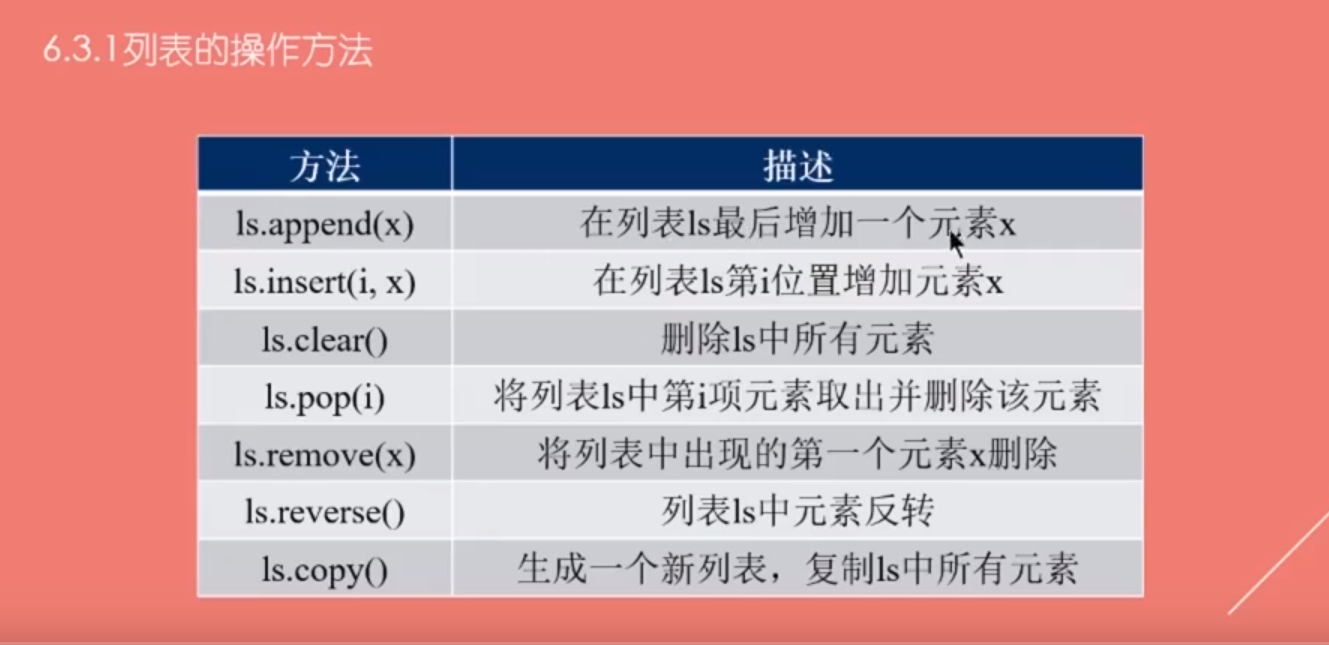 6.3.1列表的操作方法
方法 描述
ls.append(x) 在列表ls最后增加一个元素x
ls.insert(i, x) 在列表ls第i位置增加元素x
ls.clear() 删除ls中所有元素
ls.pop(i) 将列表ls中第i项元素取出并删除该元素
ls.remove(x) 将列表中出现的第一个元素x删除
ls.reverse() 列表ls中元素反转
ls.copy() 生成一个新列表，复制ls中所有元素